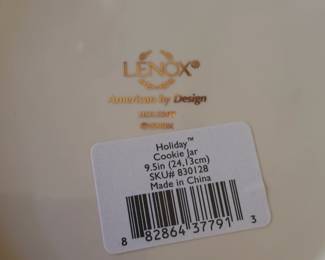 LENOX®
American by Design
HOLIDAY
Holiday™
Cookie Jar
9.5in (24,13cm)
SKU# 830128
Made in China
8 82864 37791 3